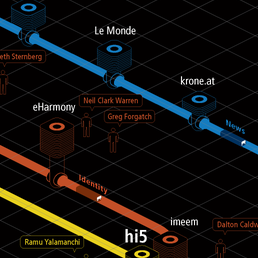 Le Monde
eth Sternberg
krone.at
Nell Clark Warren
eHarmony
Greg Forgatch
News
Identity
imeem
Dalton Caldw
hi5
Ramu Yalamanchi